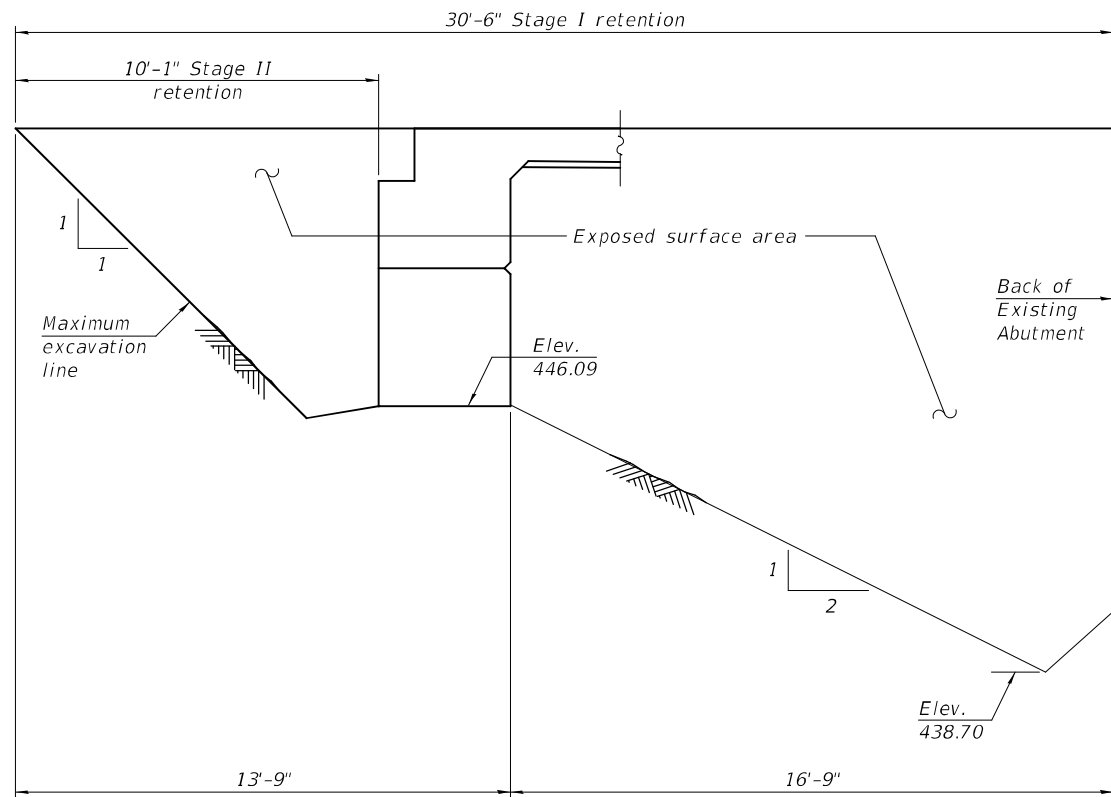 30'-6" Stage I retention
10'-1" Stage II
retention
1
1
Exposed surface area
Back of
Existing
Abutment
Maximum
excavation
line
Elev.
446.09
1
2
Elev.
438.70
13'-9"
16'-9"